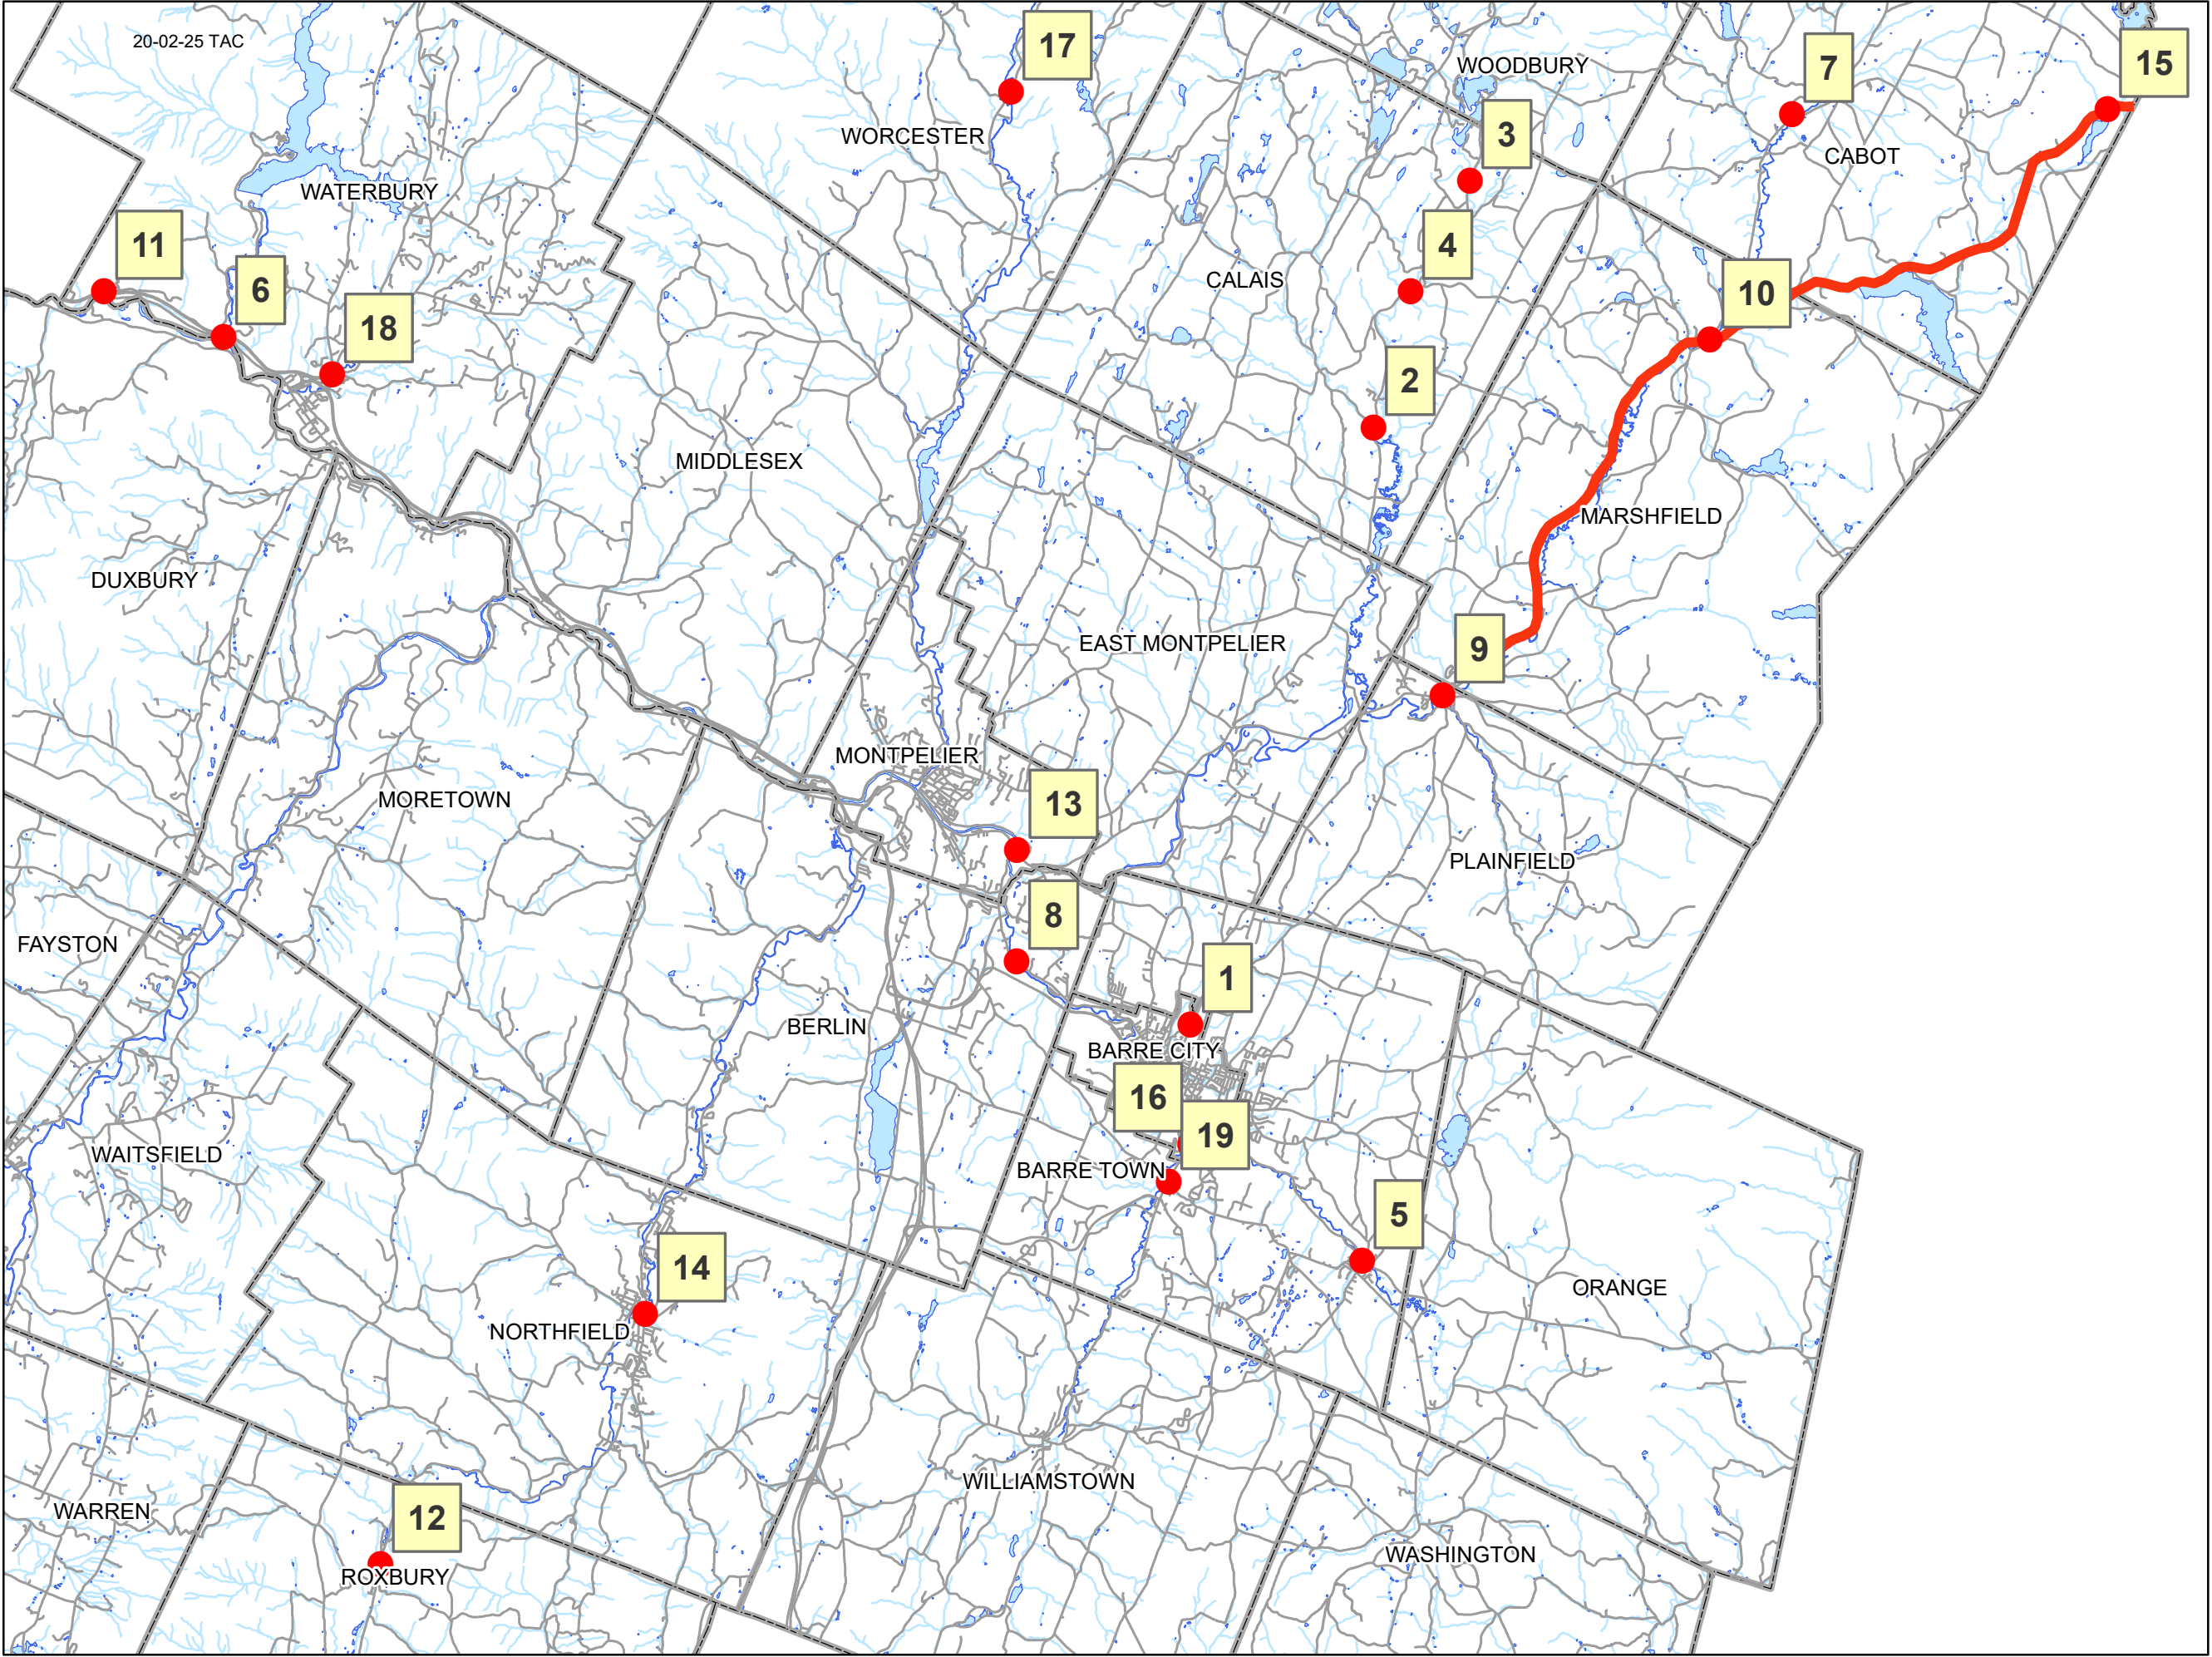 20-02-25 TAC
17
15
7
WOODBURY
3
WORCESTER
CABOT
WATERBURY
11
4
6
CALAIS
10
18
2
MIDDLESEX
MARSHFIELD
DUXBURY
EAST MONTPELIER
9
MONTPELIER
MORETOWN
13
PLAINFIELD
8
FAYSTON
1
BERLIN
BARRE CITY
16
19
WAITSFIELD
BARRE TOWN
5
14
ORANGE
NORTHFIELD
WILLIAMSTOWN
WARREN
12
WASHINGTON
ROXBURY